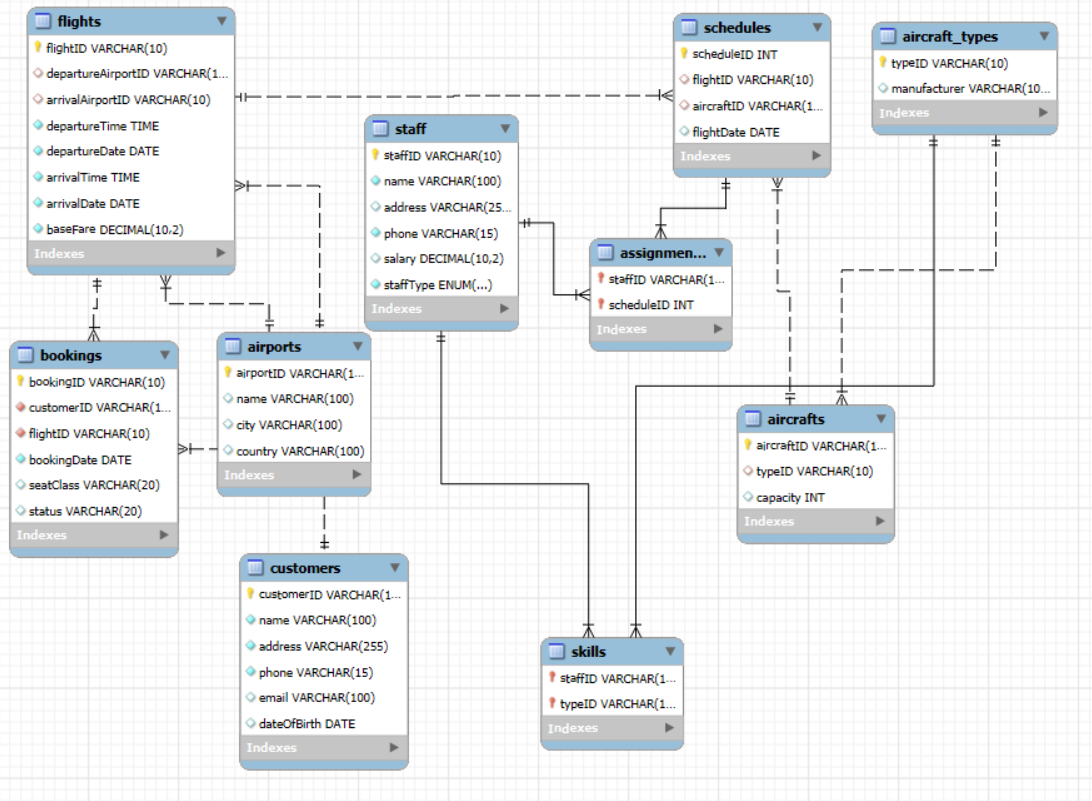 flights
flightID VARCHAR(10)
departureAirportID VARCHAR(1...
arrivalAirportID VARCHAR(10)
departureTime TIME
departureDate DATE
arrivalTime TIME
arrivalDate DATE
baseFare DECIMAL(10,2)
Indexes
schedules
scheduleID INT
flightID VARCHAR(10)
aircraftID VARCHAR(1...
flightDate DATE
Indexes
aircraft_types
typeID VARCHAR(10)
manufacturer VARCHAR(10...
Indexes
staff
staffID VARCHAR(10)
name VARCHAR(100)
address VARCHAR(25...
phone VARCHAR(15)
salary DECIMAL(10,2)
staffType ENUM(...)
Indexes
assignmen...
staffID VARCHAR(1...
scheduleID INT
Indexes
bookings
bookingID VARCHAR(10)
customerID VARCHAR(1...
flightID VARCHAR(10)
bookingDate DATE
seatClass VARCHAR(20)
status VARCHAR(20)
Indexes
airports
airportID VARCHAR(1...
name VARCHAR(100)
city VARCHAR(100)
country VARCHAR(100)
Indexes
aircrafts
aircraftID VARCHAR(1...
typeID VARCHAR(10)
capacity INT
Indexes
customers
customerID VARCHAR(1...
name VARCHAR(100)
address VARCHAR(255)
phone VARCHAR(15)
email VARCHAR(100)
dateOfBirth DATE
Indexes
skills
staffID VARCHAR(1...
typeID VARCHAR(1...
Indexes